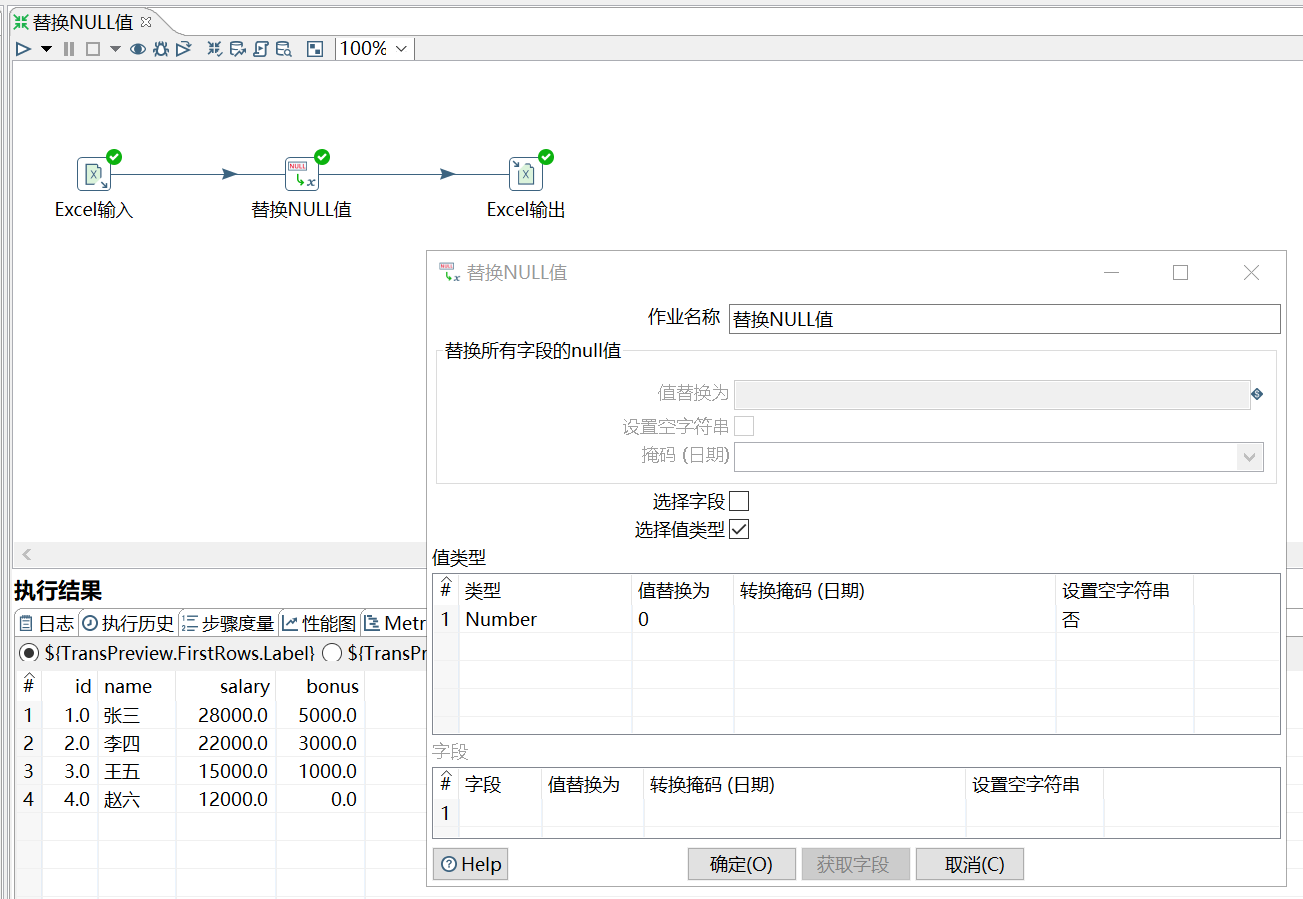 替换NULL值
100%
Excel输入
替换NULL值
Excel输出
替换NULL值
作业名称 替换NULL值
替换所有字段的null值
值替换为
设置空字符串
掩码 (日期)
选择字段
选择值类型
值类型
# 类型 值替换为 转换掩码 (日期) 设置空字符串
1 Number 0 否
字段
# 字段 值替换为 转换掩码 (日期) 设置空字符串
1
Help 确定(O) 获取字段 取消(C)
执行结果
日志 执行历史 步骤度量 性能图 Metr
${TransPreview.FirstRows.Label} ${TransPr
# id name salary bonus
1 1.0 张三 28000.0 5000.0
2 2.0 李四 22000.0 3000.0
3 3.0 王五 15000.0 1000.0
4 4.0 赵六 12000.0 0.0